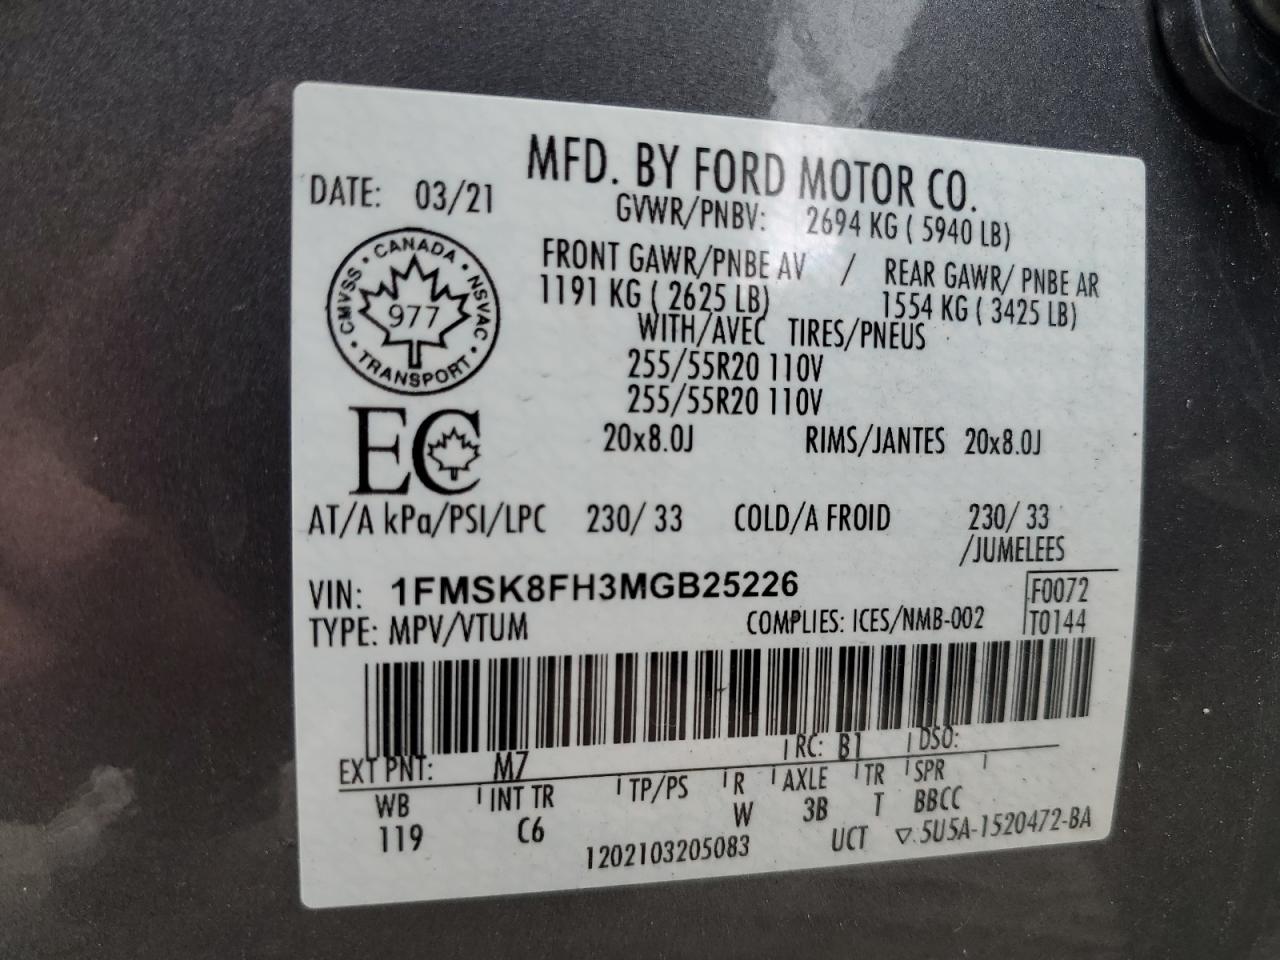 MFD. BY FORD MOTOR CO.
DATE: 03/21
GVWR/PNBV: 2694 KG ( 5940 LB)
FRONT GAWR/PNBE AV / REAR GAWR/ PNBE AR
1191 KG ( 2625 LB) 1554 KG ( 3425 LB)
WITH/AVEC TIRES/PNEUS
255/55R20 110V
255/55R20 110V
20x8.0J RIMS/JANTES 20x8.0J
CMVSS • CANADA • NSVAC • TRANSPORT •
977
EC
AT/A kPa/PSI/LPC 230/ 33 COLD/A FROID 230/ 33
/JUMELEES
VIN: 1FMSK8FH3MGB25226
F0072
TYPE: MPV/VTUM COMPLIES: ICES/NMB-002
T0144
RC: B1 DSO:
EXT PNT: M7
WB INT TR TP/PS R AXLE TR SPR
119 C6 W 3B T BBCC
1202103205083 UCT ▽.5U5A-1520472-BA